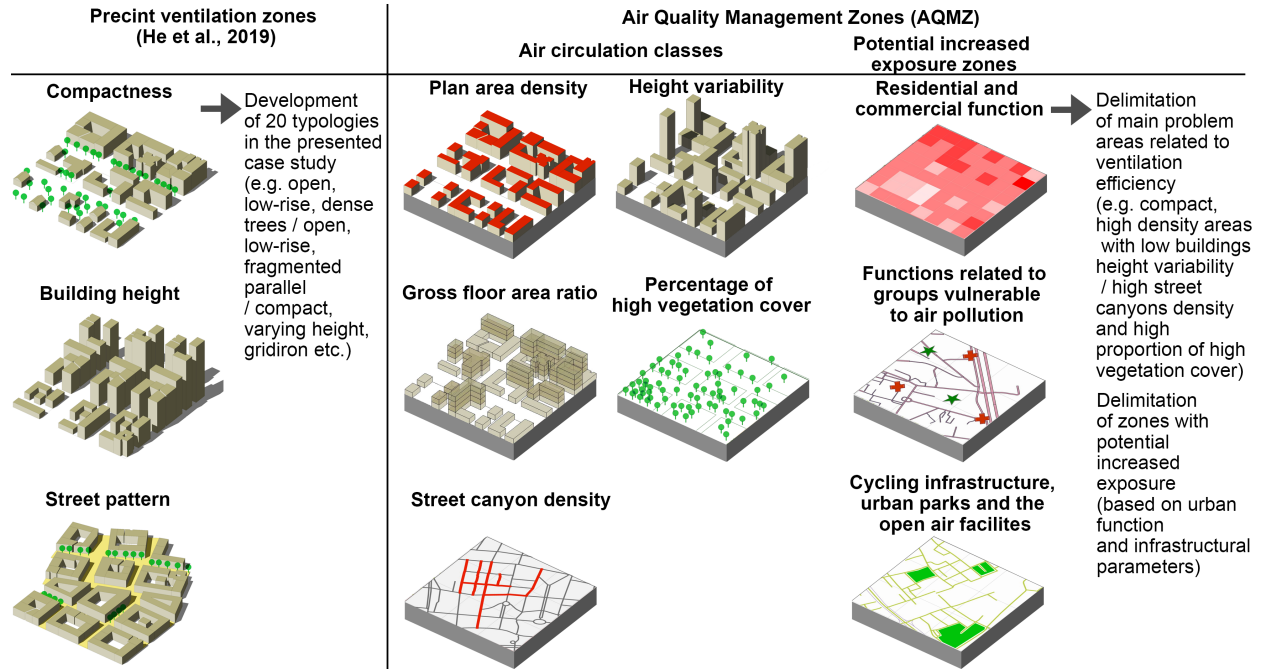 Precint ventilation zones
(He et al., 2019)
Compactness
Development
of 20 typologies
in the presented
case study
(e.g. open,
low-rise, dense
trees / open,
low-rise,
fragmented
parallel
/ compact,
varying height,
gridiron etc.)
Building height
Street pattern
Air Quality Management Zones (AQMZ)
Air circulation classes
Plan area density
Height variability
Gross floor area ratio
Percentage of
high vegetation cover
Street canyon density
Potential increased
exposure zones
Residential and
commercial function
Functions related to
groups vulnerable
to air pollution
Cycling infrastructure,
urban parks and the
open air facilites
Delimitation
of main problem
areas related to
ventilation
efficiency
(e.g. compact,
high density areas
with low buildings
height variability
/ high street
canyons density
and high
proportion of high
vegetation cover)
Delimitation
of zones with
potential
increased
exposure
(based on urban
function
and infrastructural
parameters)